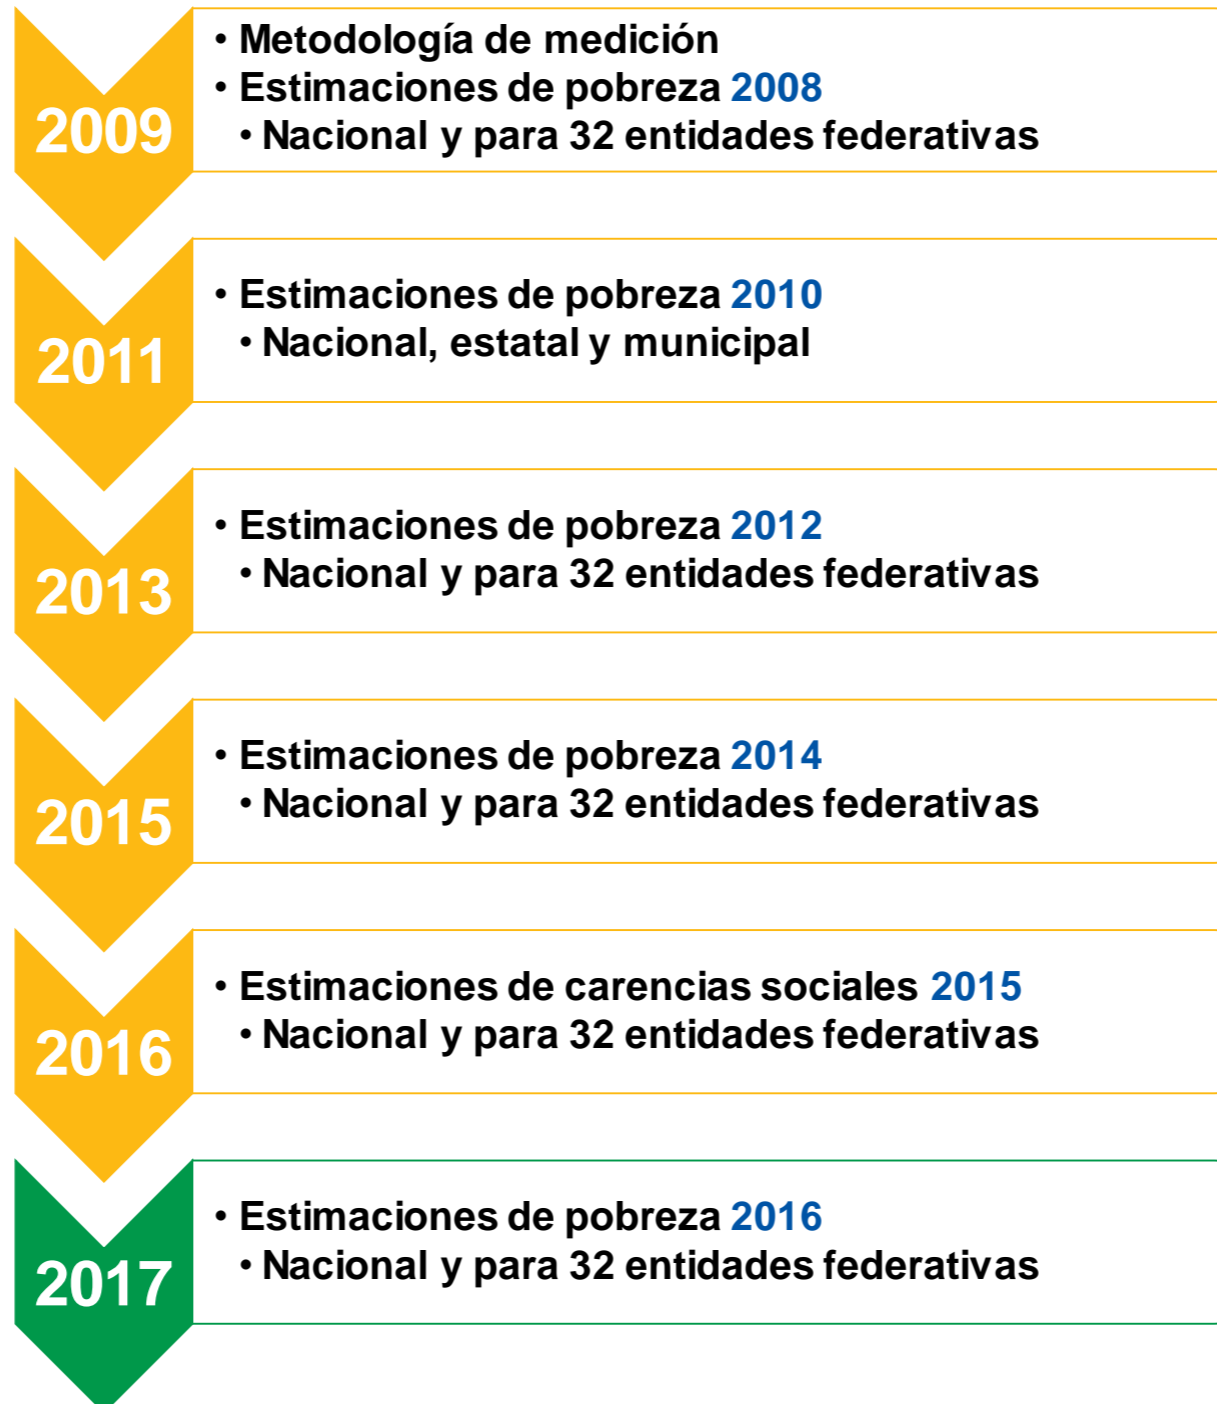 2009
• Metodología de medición
• Estimaciones de pobreza 2008
• Nacional y para 32 entidades federativas
2011
• Estimaciones de pobreza 2010
• Nacional, estatal y municipal
2013
• Estimaciones de pobreza 2012
• Nacional y para 32 entidades federativas
2015
• Estimaciones de pobreza 2014
• Nacional y para 32 entidades federativas
2016
• Estimaciones de carencias sociales 2015
• Nacional y para 32 entidades federativas
2017
• Estimaciones de pobreza 2016
• Nacional y para 32 entidades federativas